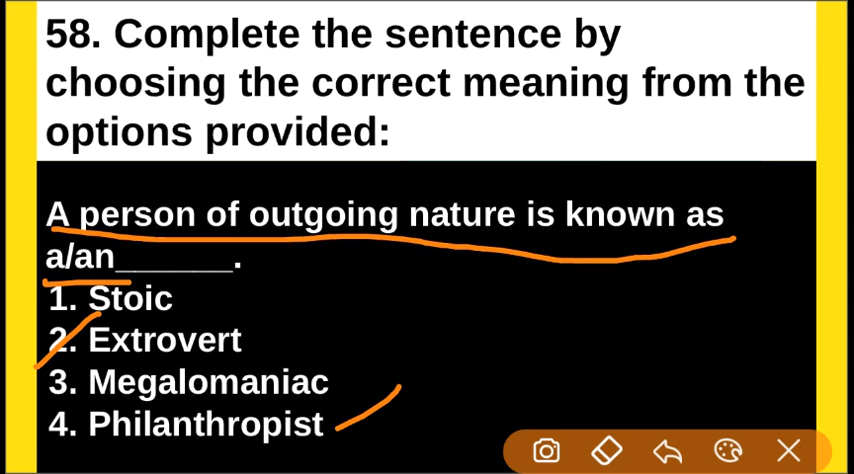 58. Complete the sentence by
choosing the correct meaning from the
options provided:
A person of outgoing nature is known as
a/an______.
1. Stoic
2. Extrovert
3. Megalomaniac
4. Philanthropist